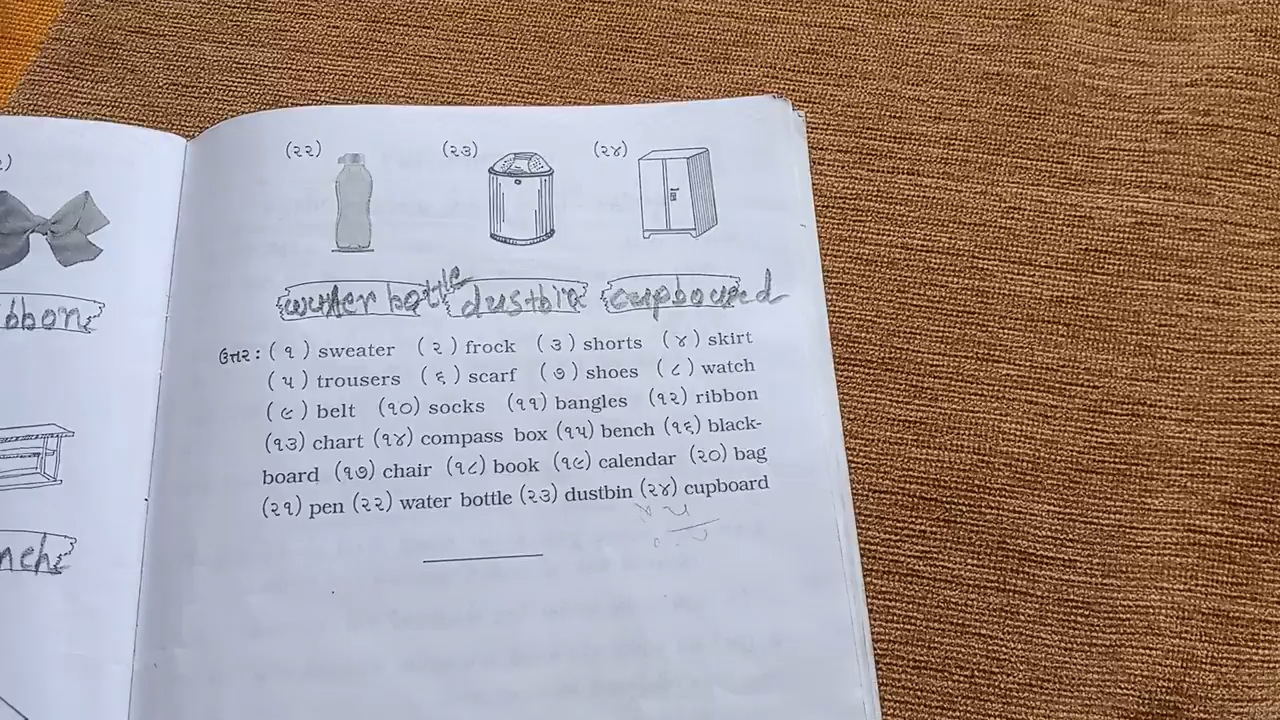 (૨૨) (૨૩) (૨૪)
bbon
water bottle dustbin cupboued
ઉત્તર : (૧) sweater (૨) frock (૩) shorts (૪) skirt
(૫) trousers (૬) scarf (૭) shoes (૮) watch
(૯) belt (૧૦) socks (૧૧) bangles (૧૨) ribbon
(૧૩) chart (૧૪) compass box (૧૫) bench (૧૬) black-
board (૧૭) chair (૧૮) book (૧૯) calendar (૨૦) bag
(૨૧) pen (૨૨) water bottle (૨૩) dustbin (૨૪) cupboard
nch